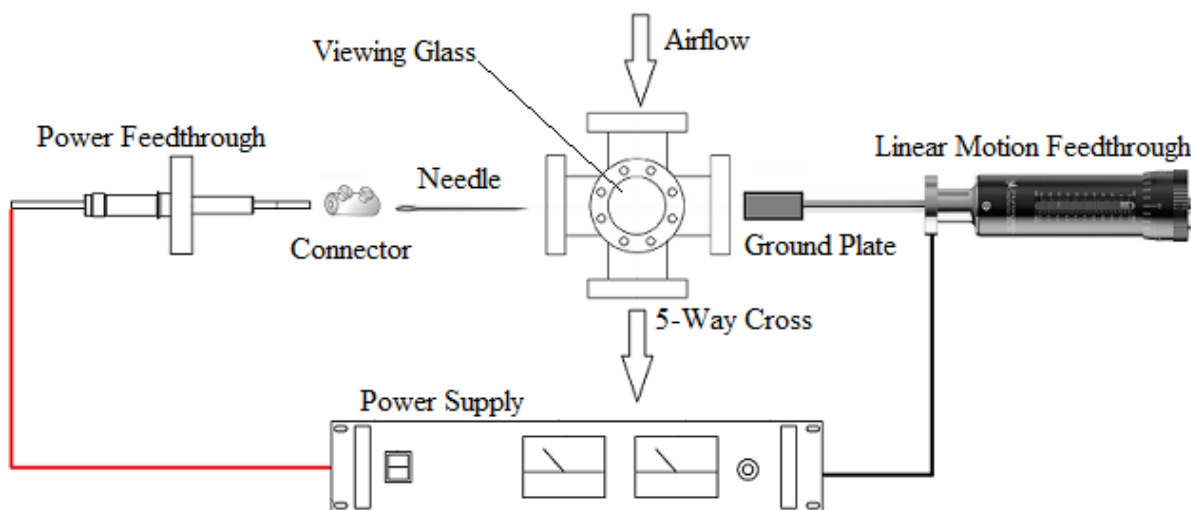 Airflow
Viewing Glass
Power Feedthrough
Linear Motion Feedthrough
Needle
Connector
Ground Plate
5-Way Cross
Power Supply